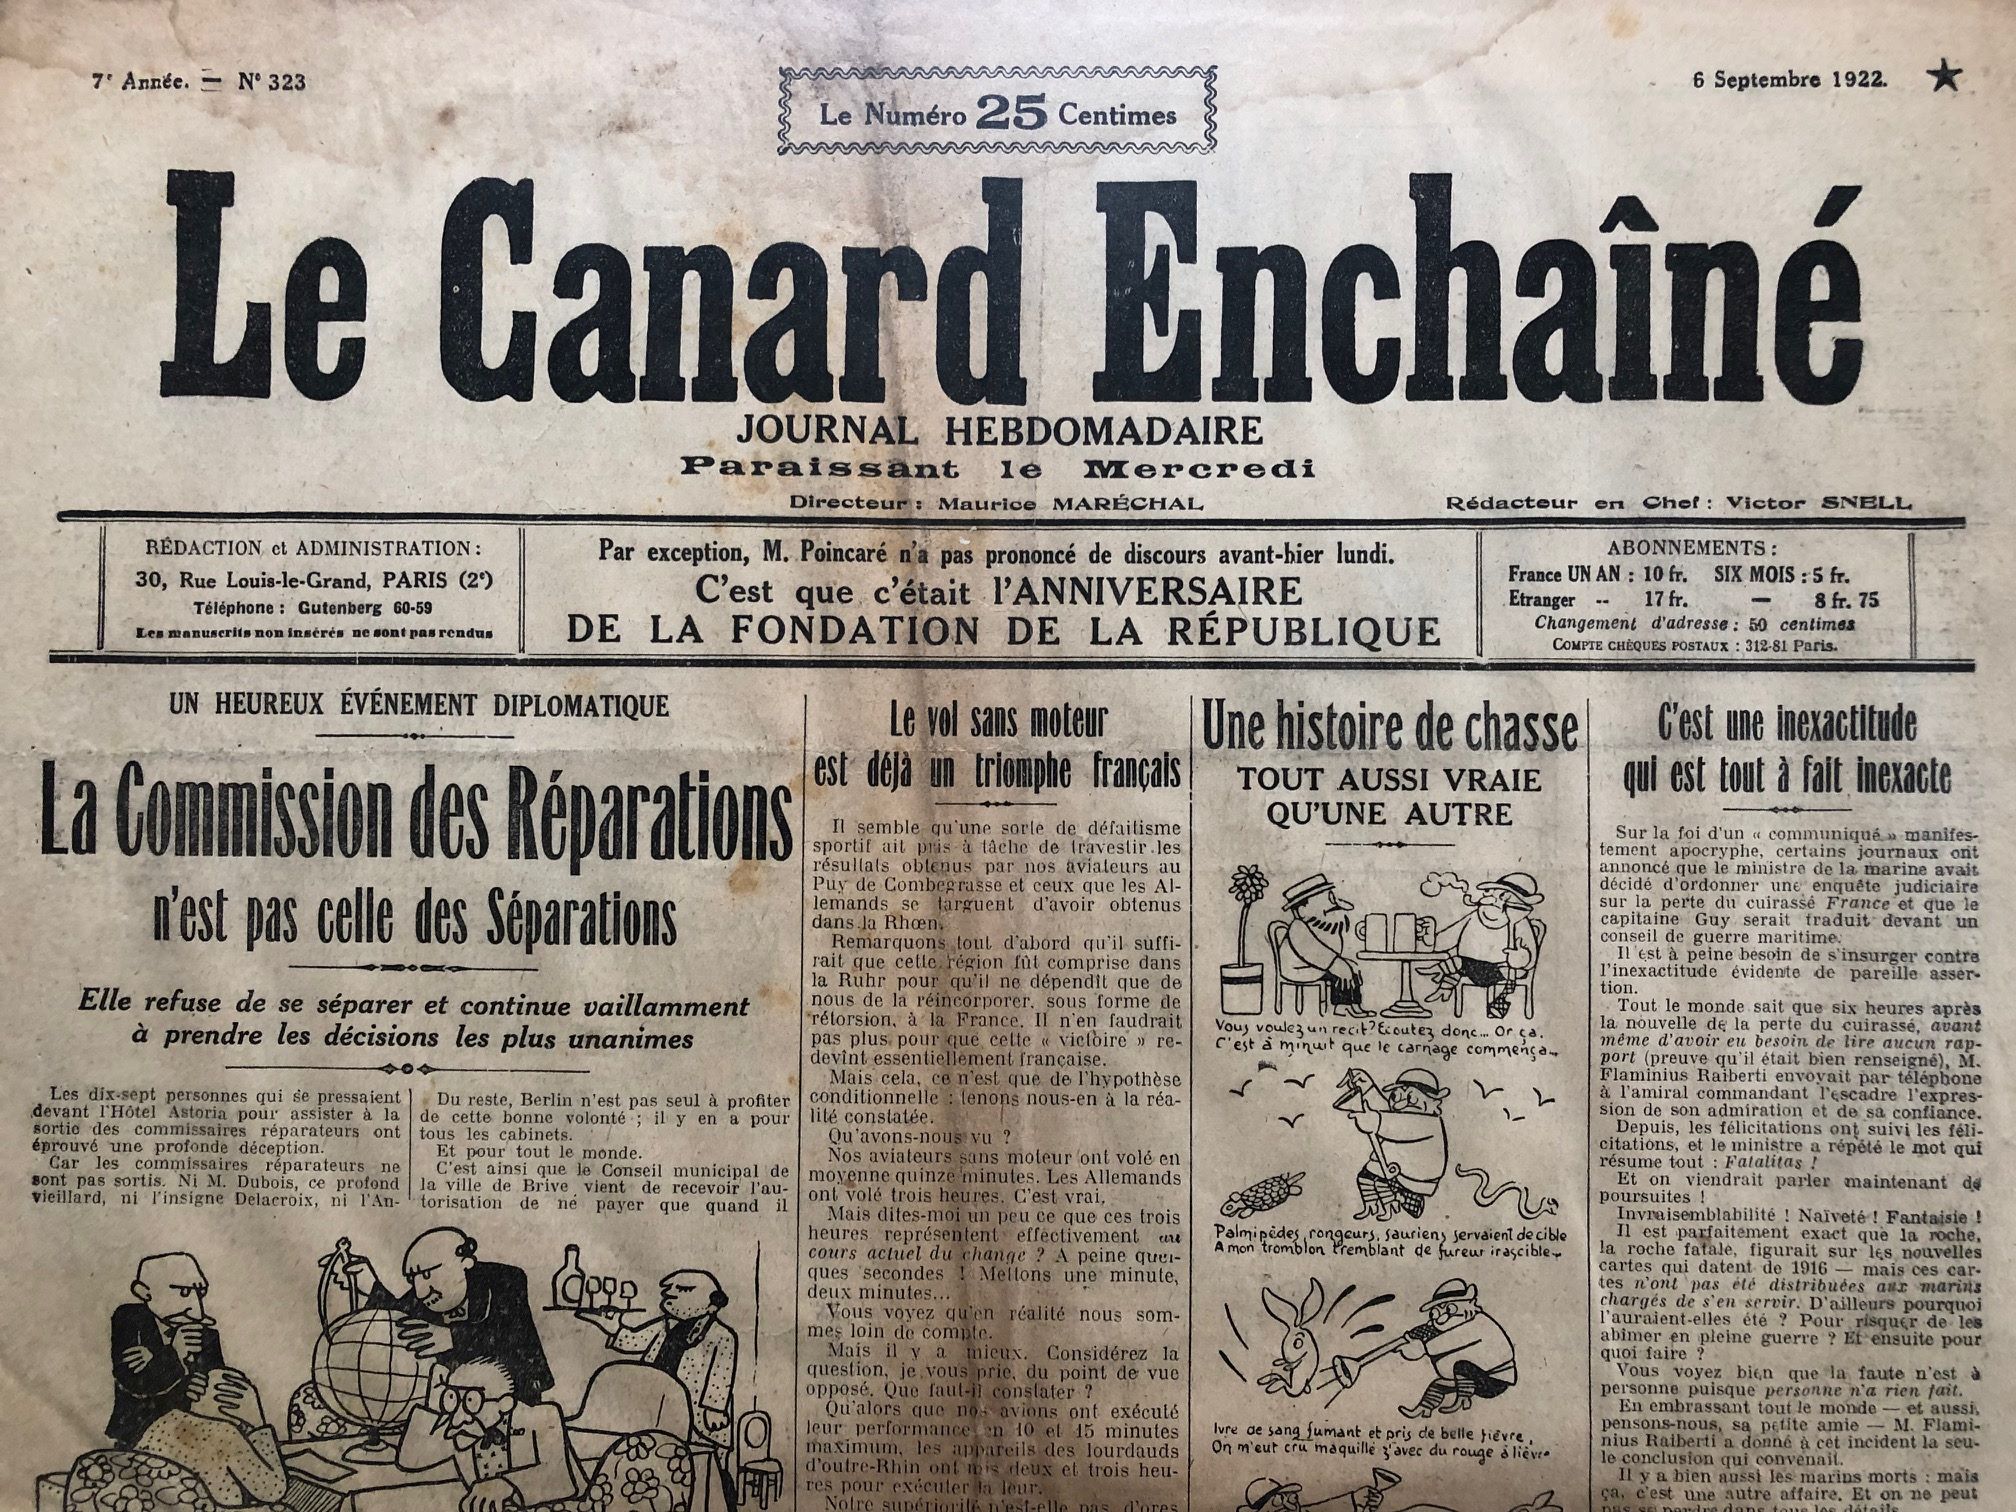 7e Année. — N° 323
Le Numéro 25 Centimes
6 Septembre 1922.
Le Canard Enchaîné
JOURNAL HEBDOMADAIRE
Paraissant le Mercredi
Directeur : Maurice MARÉCHAL
Rédacteur en Chef : Victor SNELL
RÉDACTION et ADMINISTRATION :
30, Rue Louis-le-Grand, PARIS (2e)
Téléphone : Gutenberg 60-59
Les manuscrits non insérés ne sont pas rendus
Par exception, M. Poincaré n'a pas prononcé de discours avant-hier lundi.
C'est que c'était l'ANNIVERSAIRE
DE LA FONDATION DE LA RÉPUBLIQUE
ABONNEMENTS :
France UN AN : 10 fr. SIX MOIS : 5 fr.
Etranger -- 17 fr. — 8 fr. 75
Changement d'adresse : 50 centimes
COMPTE CHÈQUES POSTAUX : 312-81 Paris.
UN HEUREUX ÉVÉNEMENT DIPLOMATIQUE
La Commission des Réparations
n'est pas celle des Séparations
Elle refuse de se séparer et continue vaillamment
à prendre les décisions les plus unanimes
Les dix-sept personnes qui se pressaient
devant l'Hôtel Astoria pour assister à la
sortie des commissaires réparateurs ont
éprouvé une profonde déception.
Car les commissaires réparateurs ne
sont pas sortis. Ni M. Dubois, ce profond
vieillard, ni l'insigne Delacroix, ni l'An-
Du reste, Berlin n'est pas seul à profiter
de cette bonne volonté ; il y en a pour
tous les cabinets.
Et pour tout le monde.
C'est ainsi que le Conseil municipal de
la ville de Brive vient de recevoir l'au-
torisation de ne payer que quand il
Le vol sans moteur
est déjà un triomphe français
Il semble qu'une sorte de défaitisme
sportif ait pris à tâche de travestir les
résultats obtenus par nos aviateurs au
Puy de Combegrasse et ceux que les Al-
lemands se targuent d'avoir obtenus
dans la Rhœn.
Remarquons tout d'abord qu'il suffi-
rait que cette région fût comprise dans
la Ruhr pour qu'il ne dépendît que de
nous de la réincorporer, sous forme de
rétorsion, à la France. Il n'en faudrait
pas plus pour que cette « victoire » re-
devînt essentiellement française.
Mais cela, ce n'est que de l'hypothèse
conditionnelle : tenons nous-en à la réa-
lité constatée.
Qu'avons-nous vu ?
Nos aviateurs sans moteur ont volé en
moyenne quinze minutes. Les Allemands
ont volé trois heures. C'est vrai.
Mais dites-moi un peu ce que ces trois
heures représentent effectivement au
cours actuel du change ? A peine quel-
ques secondes ! Mettons une minute,
deux minutes...
Vous voyez qu'en réalité nous som-
mes loin de compte.
Mais il y a mieux. Considérez la
question, je vous prie, du point de vue
opposé. Que faut-il constater ?
Qu'alors que nos avions ont exécuté
leur performance en 10 et 15 minutes
maximum, les appareils des lourdauds
d'outre-Rhin ont mis deux et trois heu-
res pour exécuter la leur.
Notre supériorité n'est-elle pas, d'ores
Une histoire de chasse
TOUT AUSSI VRAIE
QU'UNE AUTRE
Vous voulez un recit? Ecoutez donc... Or ça.
C'est à minuit que le carnage commença..
Palmipèdes, rongeurs, sauriens servaient de cible
A mon tromblon tremblant de fureur irascible..
Ivre de sang fumant et pris de belle fièvre,
On m'eut cru maquillé z'avec du rouge à lièvre.
C'est une inexactitude
qui est tout à fait inexacte
Sur la foi d'un « communiqué » manifes-
tement apocryphe, certains journaux ont
annoncé que le ministre de la marine avait
décidé d'ordonner une enquête judiciaire
sur la perte du cuirassé France et que le
capitaine Guy serait traduit devant un
conseil de guerre maritime.
Il est à peine besoin de s'insurger contre
l'inexactitude évidente de pareille asser-
tion.
Tout le monde sait que six heures après
la nouvelle de la perte du cuirassé, avant
même d'avoir eu besoin de lire aucun rap-
port (preuve qu'il était bien renseigné), M.
Flaminius Raiberti envoyait par téléphone
à l'amiral commandant l'escadre l'expres-
sion de son admiration et de sa confiance.
Depuis, les félicitations ont suivi les féli-
citations, et le ministre a répété le mot qui
résume tout : Fatalitas !
Et on viendrait parler maintenant de
poursuites !
Invraisemblabilité ! Naïveté ! Fantaisie !
Il est parfaitement exact que la roche,
la roche fatale, figurait sur les nouvelles
cartes qui datent de 1916 — mais ces car-
tes n'ont pas été distribuées aux marins
chargés de s'en servir. D'ailleurs pourquoi
l'auraient-elles été ? Pour risquer de les
abîmer en pleine guerre ? Et ensuite pour
quoi faire ?
Vous voyez bien que la faute n'est à
personne puisque personne n'a rien fait.
En embrassant tout le monde — et aussi,
pensons-nous, sa petite amie — M. Flami-
nius Raiberti a donné à cet incident la seu-
le conclusion qui convenait.
Il y a bien aussi les marins morts : mais
ça, c'est une autre affaire. Et on ne peut
pas se perdre dans tous les détails.